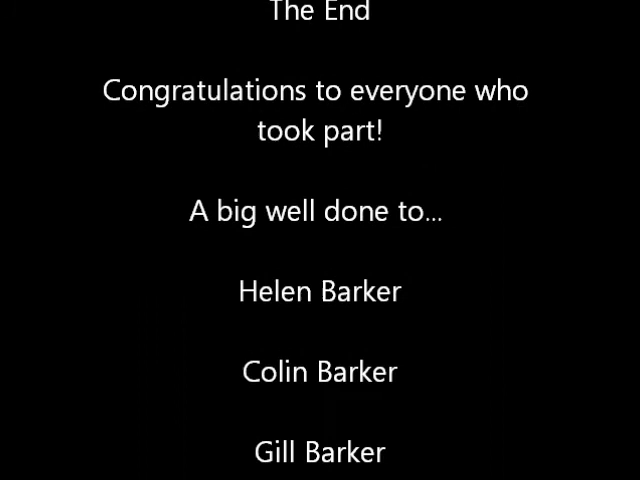 The End
Congratulations to everyone who
took part!
A big well done to...
Helen Barker
Colin Barker
Gill Barker